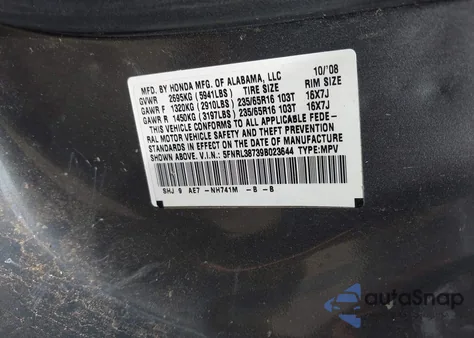 MFD. BY HONDA MFG. OF ALABAMA, LLC 10/'08
GVWR 2695KG (5941LBS) TIRE SIZE RIM SIZE
GAWR F 1320KG (2910LBS) 235/65R16 103T 16X7J
GAWR R 1450KG (3197LBS) 235/65R16 103T 16X7J
THIS VEHICLE CONFORMS TO ALL APPLICABLE FEDE-
RAL MOTOR VEHICLE SAFETY AND THEFT PREVENTION
STANDARDS IN EFFECT ON THE DATE OF MANUFACTURE
SHOWN ABOVE. V.I.N.: 5FNRL38739B023644 TYPE:MPV
SHJ 9 AE7 -NH741M -B -B
autoSnap